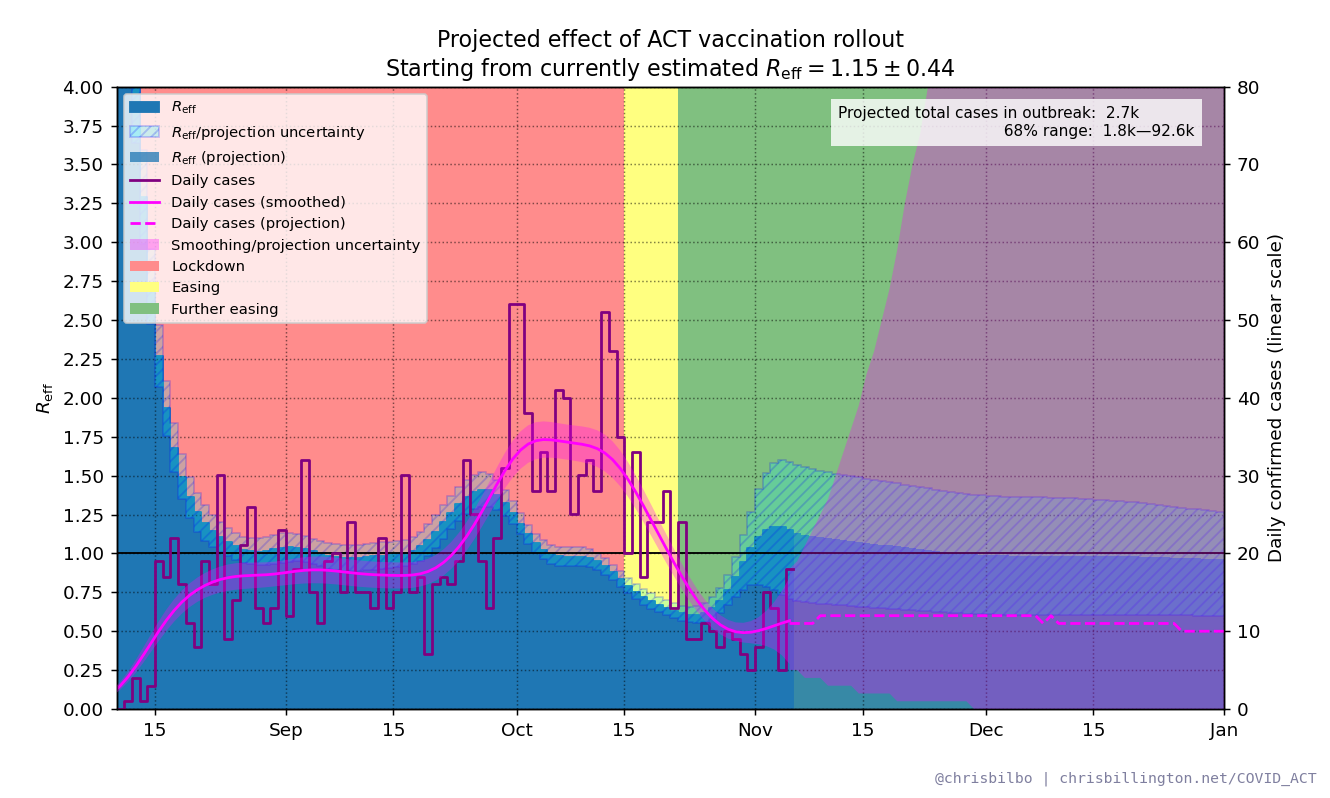 Projected effect of ACT vaccination rollout
Starting from currently estimated Reff = 1.15 ± 0.44
Projected total cases in outbreak: 2.7k
68% range: 1.8k—92.6k
Reff
Reff/projection uncertainty
Reff (projection)
Daily cases
Daily cases (smoothed)
Daily cases (projection)
Smoothing/projection uncertainty
Lockdown
Easing
Further easing
Reff
4.00
3.75
3.50
3.25
3.00
2.75
2.50
2.25
2.00
1.75
1.50
1.25
1.00
0.75
0.50
0.25
0.00
80
70
60
50
40
30
20
10
0
Daily confirmed cases (linear scale)
15 Sep 15 Oct 15 Nov 15 Dec 15 Jan
@chrisbilbo | chrisbillington.net/COVID_ACT